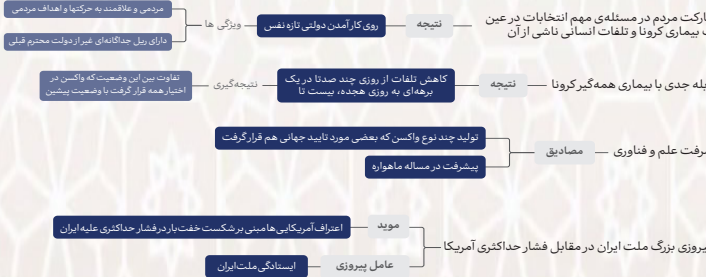 مردمی و علاقمند به حرکتها و اهداف مردمی
دارای ریل جداگانه‌ای غیر از دولت محترم قبلی
ویژگی ها
روی کار آمدن دولتی تازه نفس
نتیجه
مردم در مسئله‌ی مهم انتخابات در عین
بیماری کرونا و تلفات انسانی ناشی از آن
تفاوت بین این وضعیت که واکسن در
اختیار همه قرار گرفت با وضعیت پیشین
نتیجه‌گیری
کاهش تلفات از روزی چند صدتا در یک
برهه‌ای به روزی هجده، بیست تا
نتیجه
جدی با بیماری همه‌گیر کرونا
تولید چند نوع واکسن که بعضی مورد تایید جهانی هم قرار گرفت
پیشرفت در مساله ماهواره
مصادیق
علم و فناوری
اعتراف آمریکایی‌ها مبنی بر شکست خفت‌بار در فشار حداکثری علیه ایران
موید
ایستادگی ملت ایران
عامل پیروزی
بزرگ ملت ایران در مقابل فشار حداکثری آمریکا